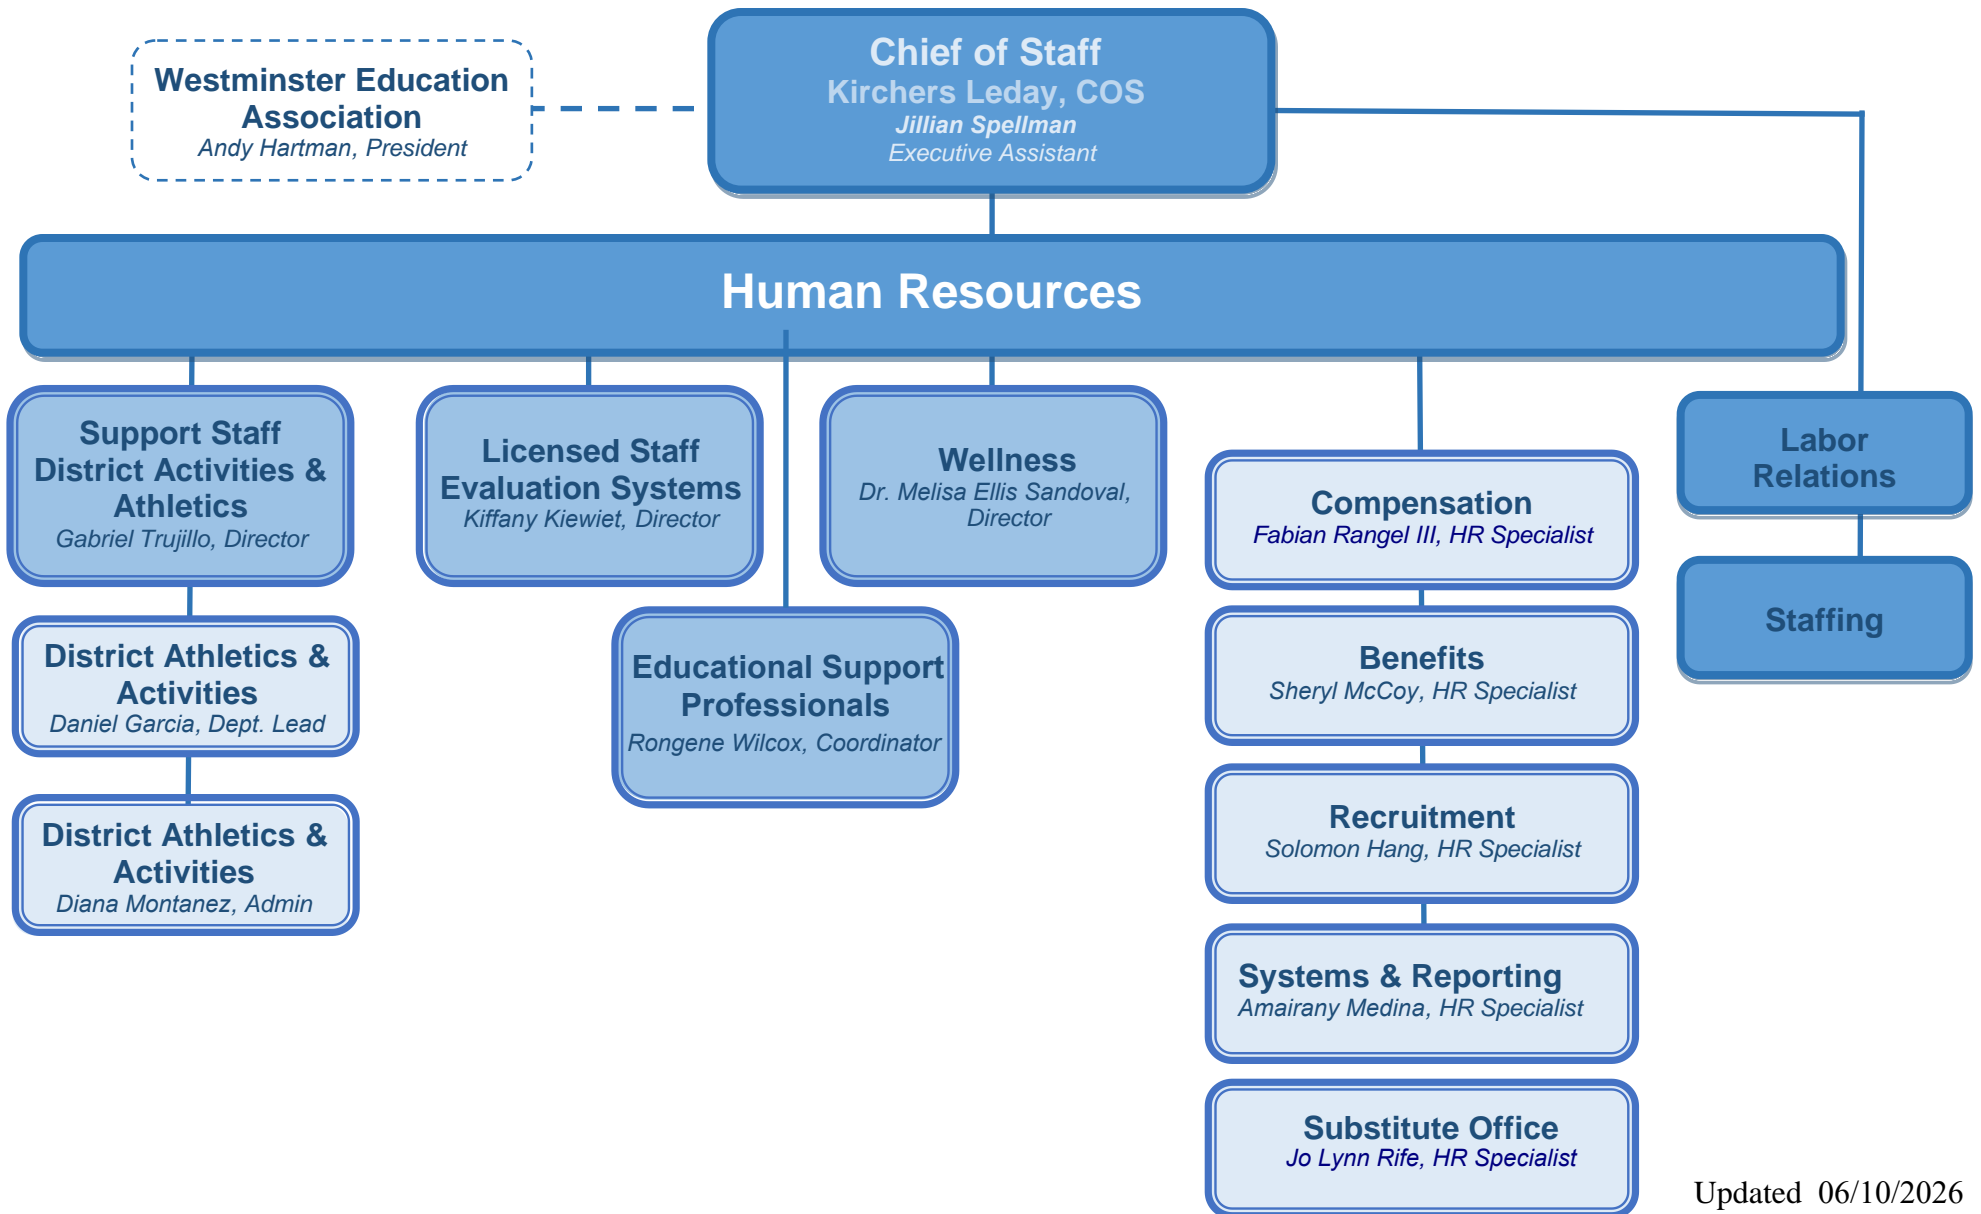 Westminster Education
Association
Andy Hartman, President
Chief of Staff
Kirchers Leday, COS
Jillian Spellman
Executive Assistant
Human Resources
Support Staff
District Activities &
Athletics
Gabriel Trujillo, Director
Licensed Staff
Evaluation Systems
Kiffany Kiewiet, Director
Wellness
Dr. Melisa Ellis Sandoval,
Director
Compensation
Fabian Rangel III, HR Specialist
Labor
Relations
District Athletics &
Activities
Daniel Garcia, Dept. Lead
Educational Support
Professionals
Rongene Wilcox, Coordinator
Benefits
Sheryl McCoy, HR Specialist
Staffing
District Athletics &
Activities
Diana Montanez, Admin
Recruitment
Solomon Hang, HR Specialist
Systems & Reporting
Amairany Medina, HR Specialist
Substitute Office
Jo Lynn Rife, HR Specialist
Updated 06/10/2026